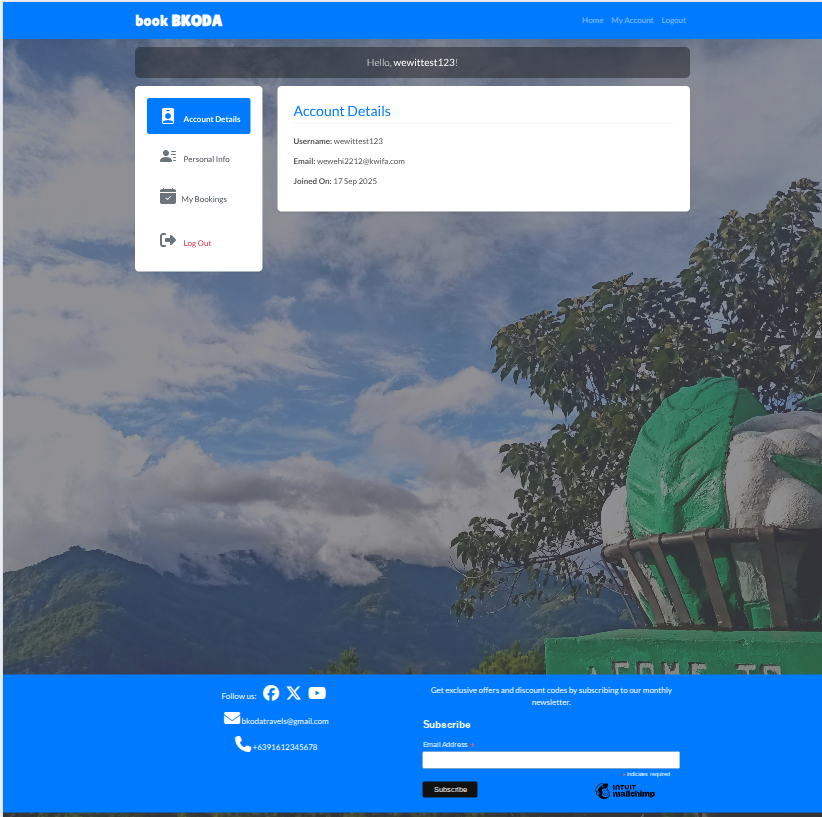 book BKODA
Home My Account Logout
Hello, wewittest123!
Account Details
Personal Info
My Bookings
Log Out
Account Details
Username: wewittest123
Email: wewehi2212@kwifa.com
Joined On: 17 Sep 2025
Follow us:
bkodatravels@gmail.com
+6391612345678
Get exclusive offers and discount codes by subscribing to our monthly
newsletter.
Subscribe
Email Address *
* indicates required
Subscribe
INTUIT
mailchimp